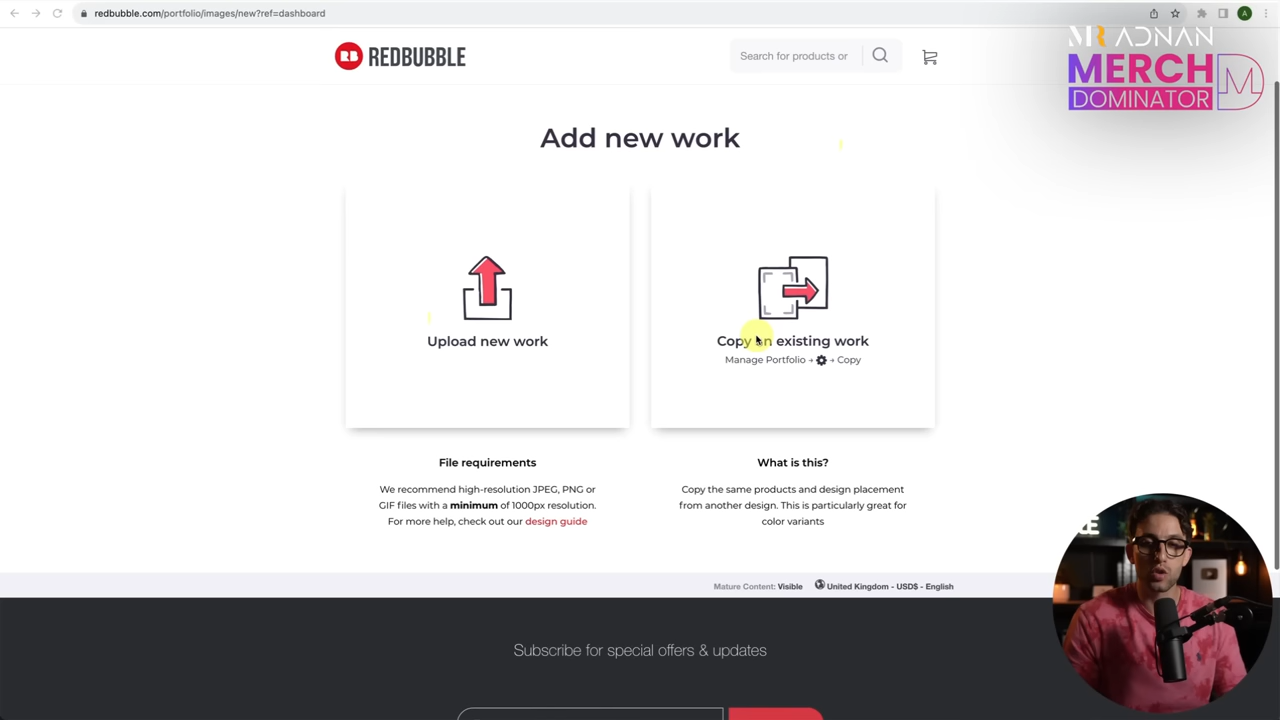 redbubble.com/portfolio/images/new?ref=dashboard
A
MR ADNAN
MERCH
DOMINATOR
M
RB REDBUBBLE
Search for products or
Add new work
Upload new work
Copy an existing work
Manage Portfolio → → Copy
File requirements
We recommend high-resolution JPEG, PNG or
GIF files with a minimum of 1000px resolution.
For more help, check out our design guide
What is this?
Copy the same products and design placement
from another design. This is particularly great for
color variants
Mature Content: Visible
United Kingdom - USD$ - English
Subscribe for special offers & updates